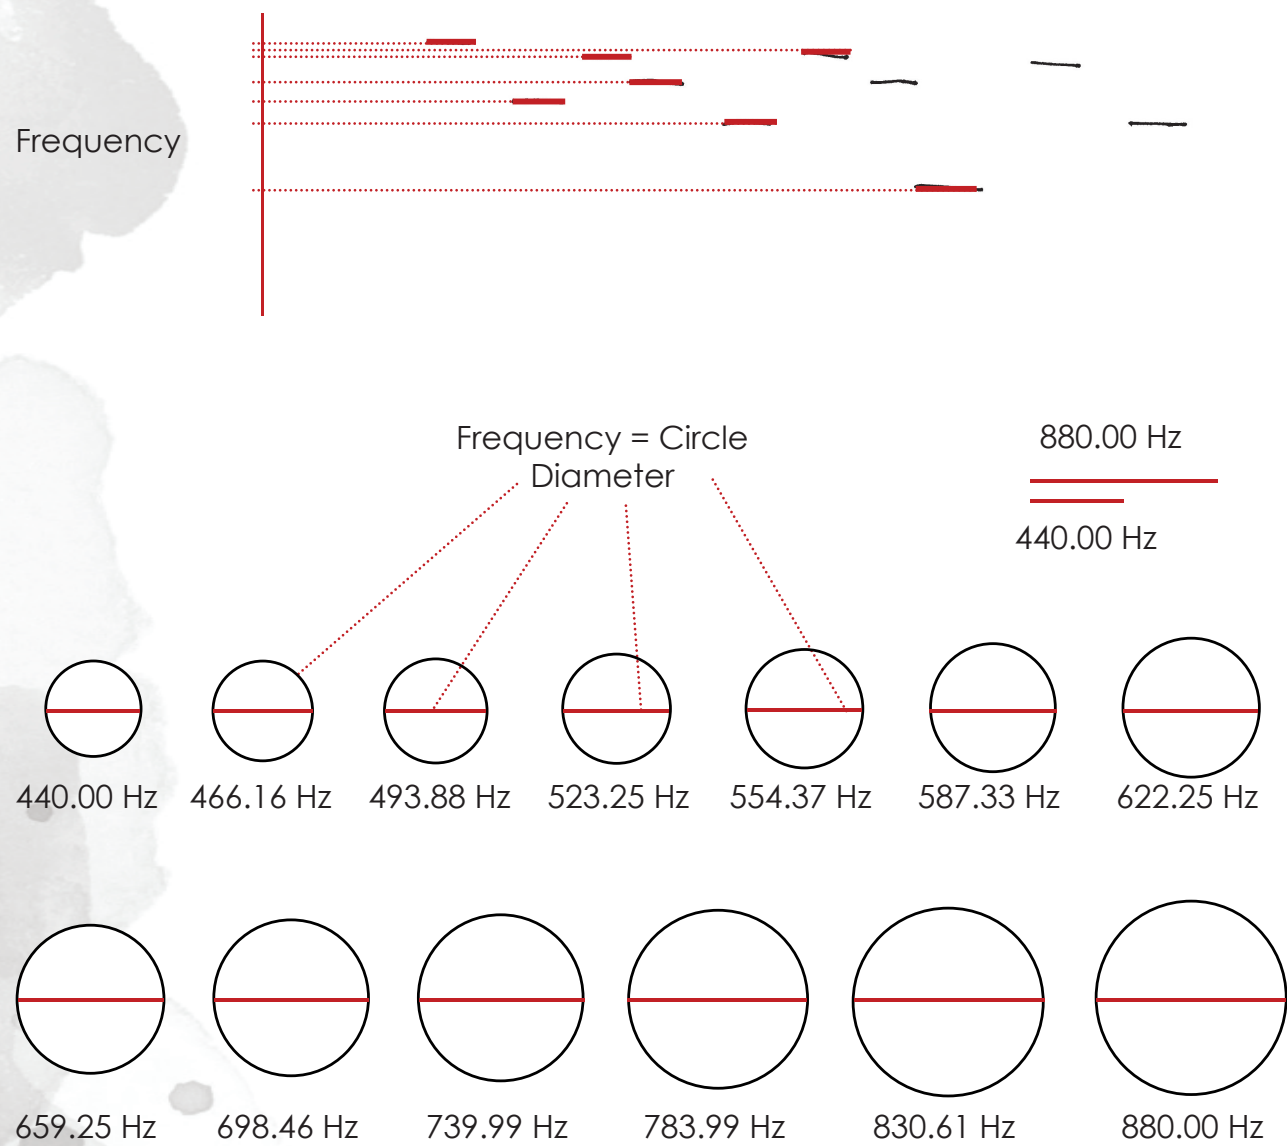 Frequency
Frequency = Circle
Diameter
880.00 Hz
440.00 Hz
440.00 Hz
466.16 Hz
493.88 Hz
523.25 Hz
554.37 Hz
587.33 Hz
622.25 Hz
659.25 Hz
698.46 Hz
739.99 Hz
783.99 Hz
830.61 Hz
880.00 Hz